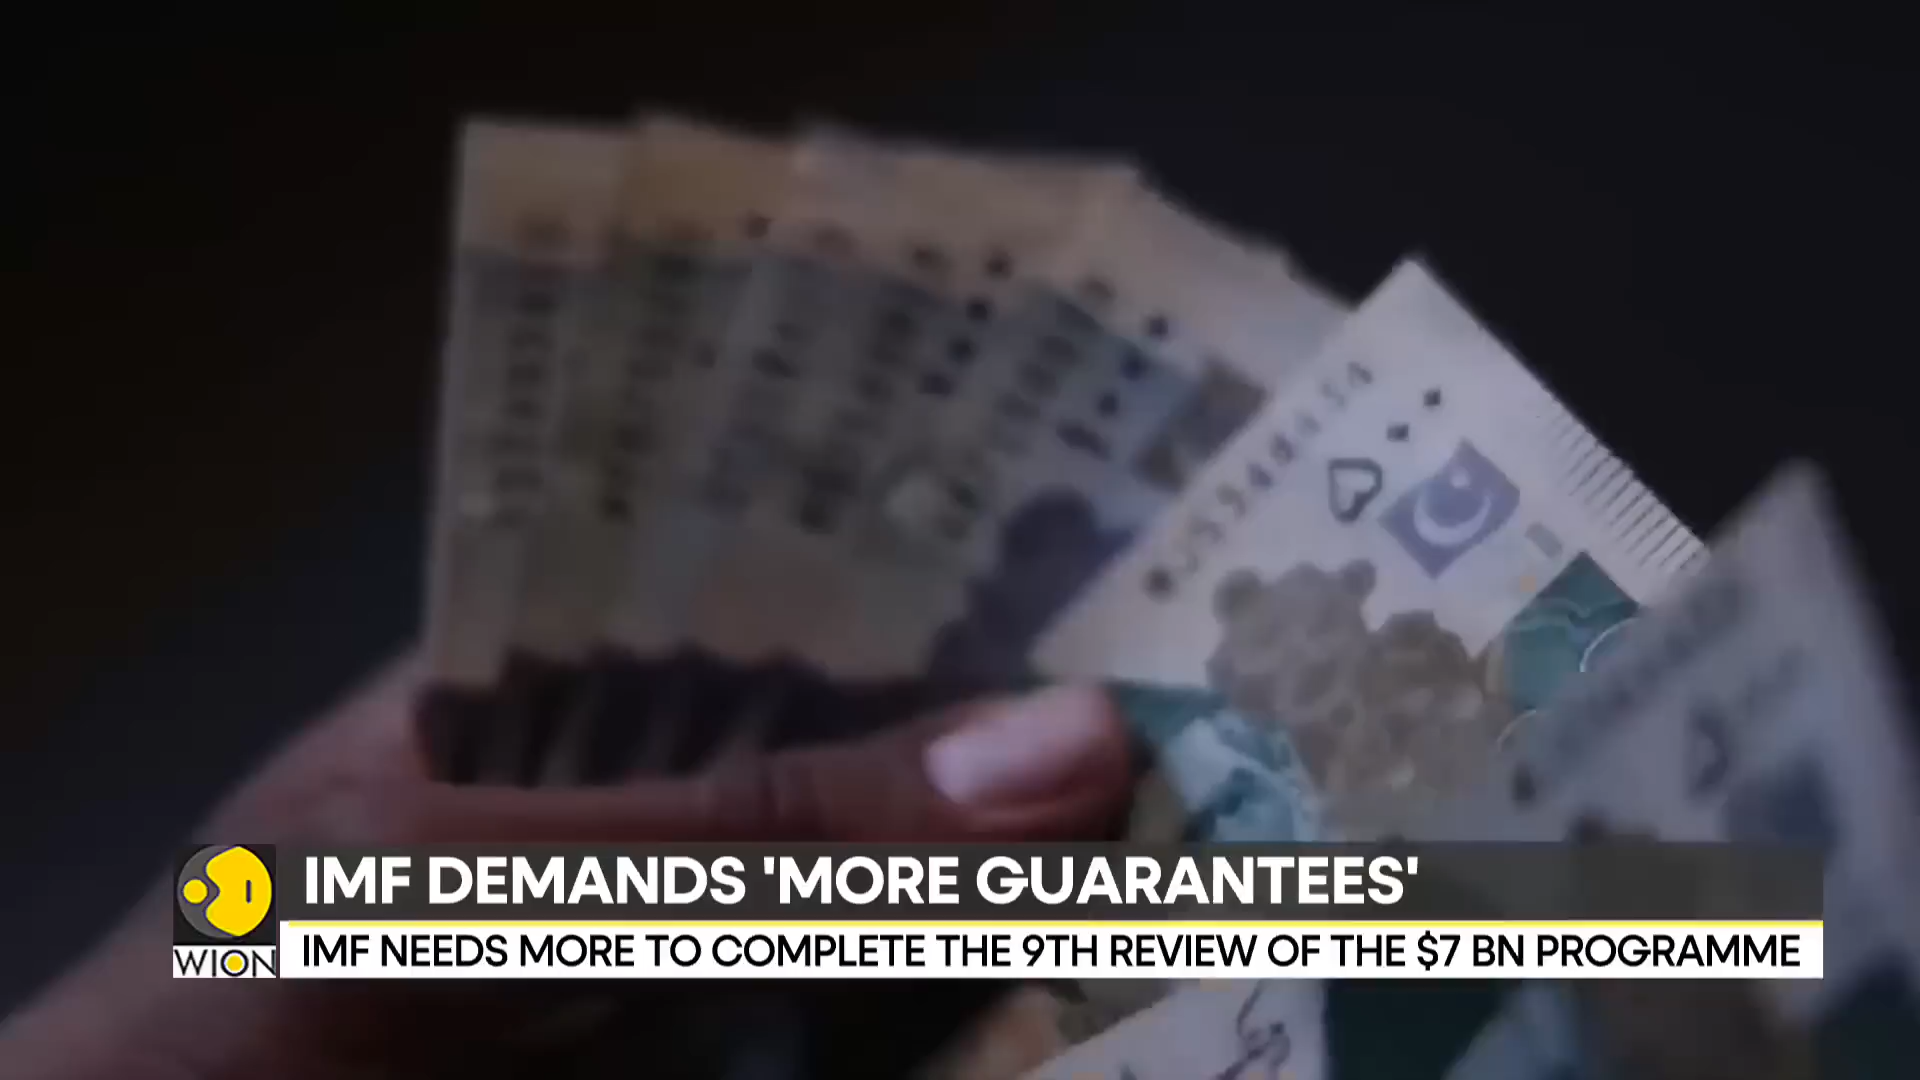 IMF DEMANDS 'MORE GUARANTEES'
IMF NEEDS MORE TO COMPLETE THE 9TH REVIEW OF THE $7 BN PROGRAMME
WION